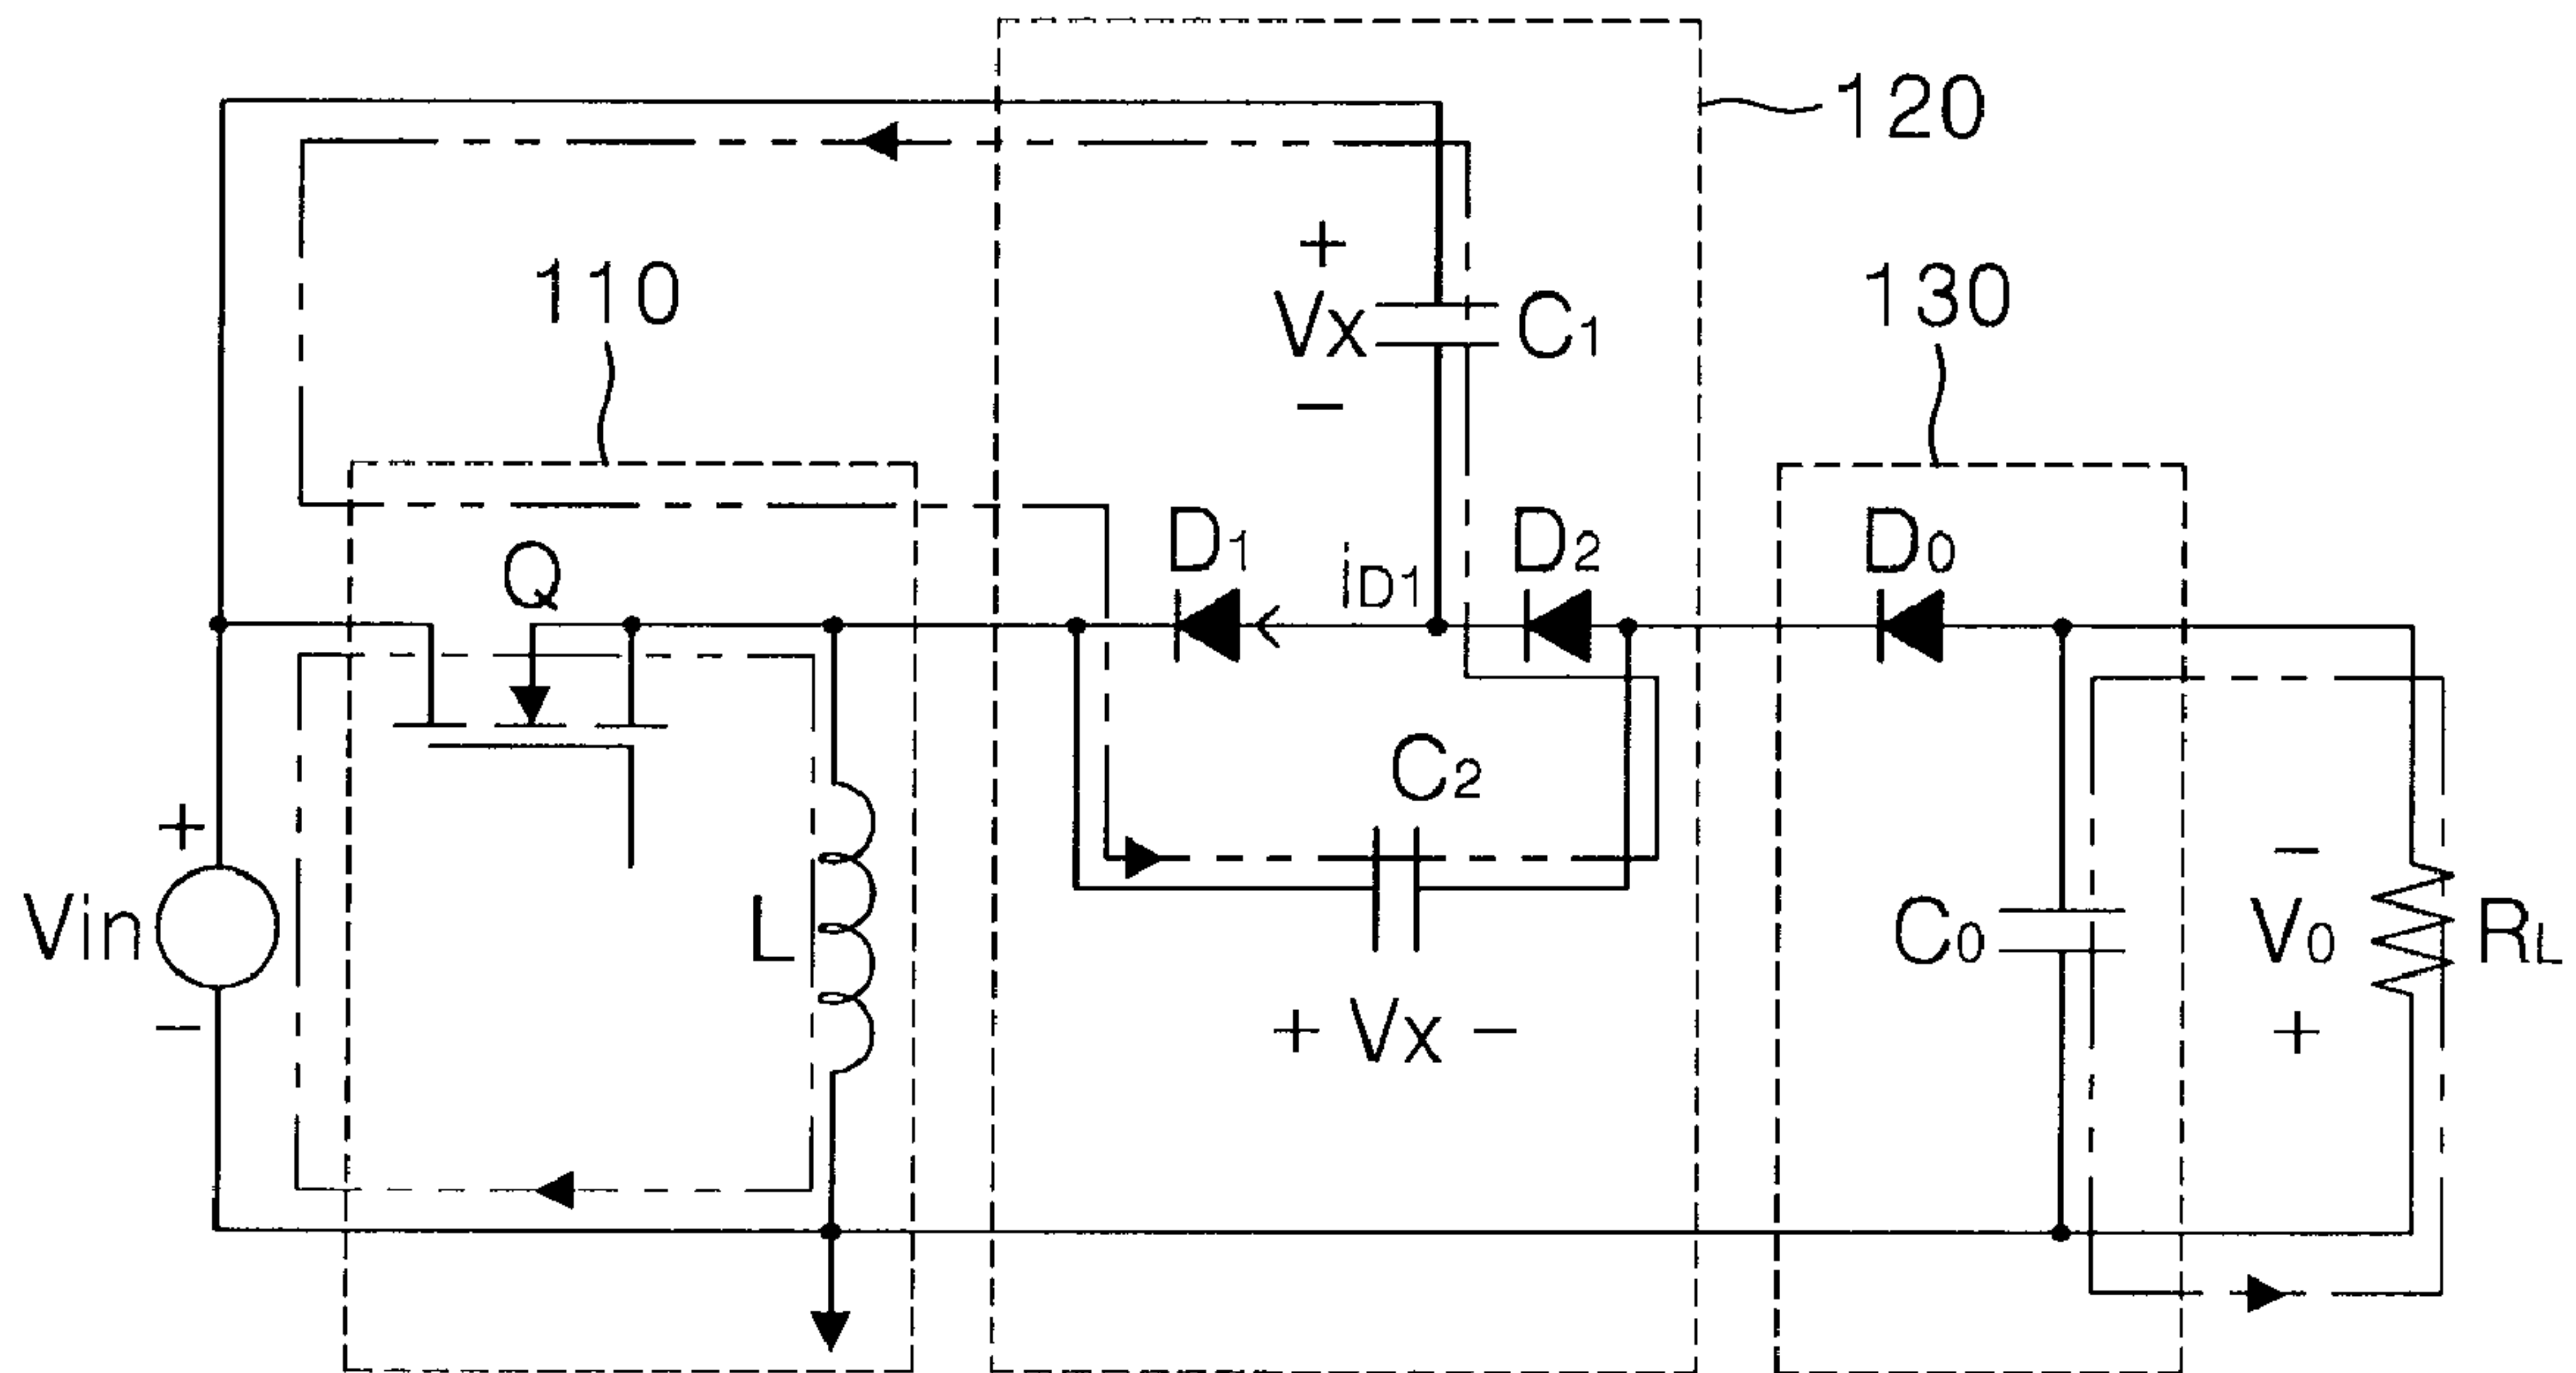 120
110
130
+
Vx
C1
−
Q
D1
iD1
D2
D0
C2
+
Vin
−
L
C0
−
V0
+
RL
+ Vx −